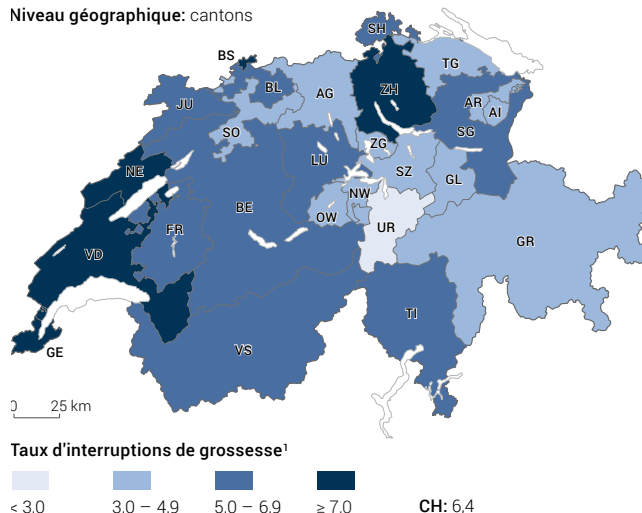 Niveau géographique: cantons
SH
BS
TG
BL
ZH
AG
JU
AR
AI
SO
SG
ZG
LU
NE
SZ
GL
NW
BE
OW
FR
UR
GR
VD
TI
VS
GE
0 25 km
Taux d'interruptions de grossesse¹
< 3.0 3.0 – 4.9 5.0 – 6.9 ≥ 7.0 CH: 6,4